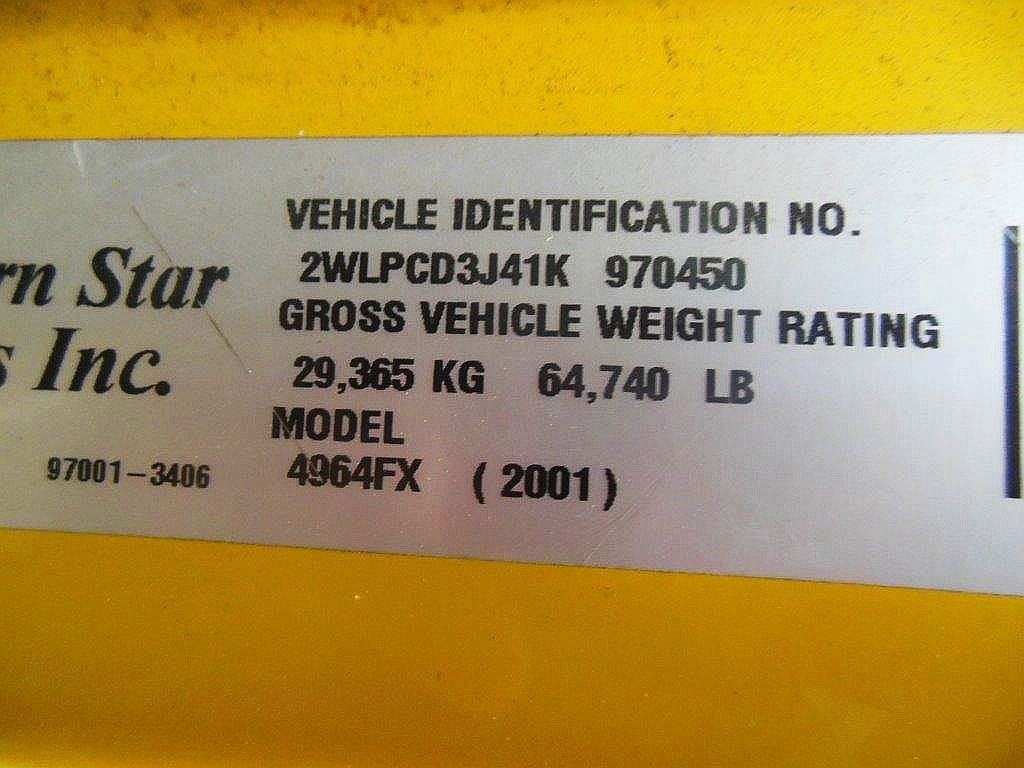 VEHICLE IDENTIFICATION NO.
2WLPCD3J41K 970450
rn Star
GROSS VEHICLE WEIGHT RATING
s Inc.
29,365 KG 64,740 LB
MODEL
97001-3406
4964FX (2001)